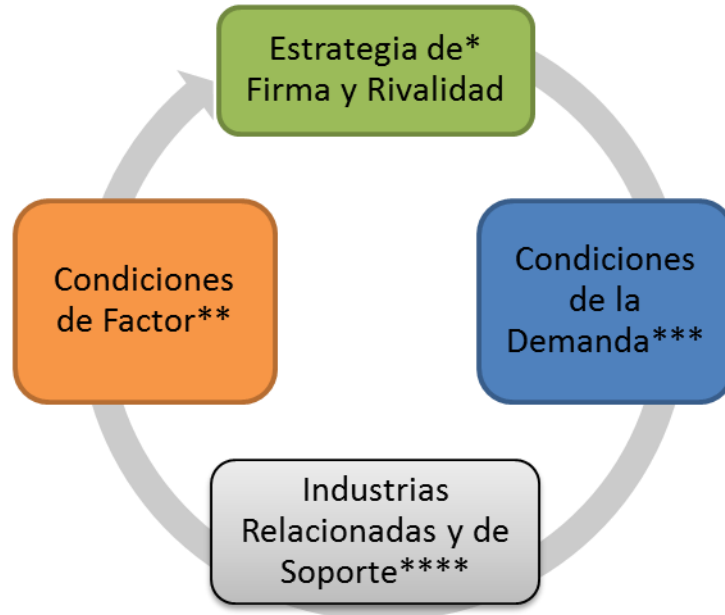 Estrategia de*
Firma y Rivalidad
Condiciones
de Factor**
Condiciones
de la
Demanda***
Industrias
Relacionadas y de
Soporte****